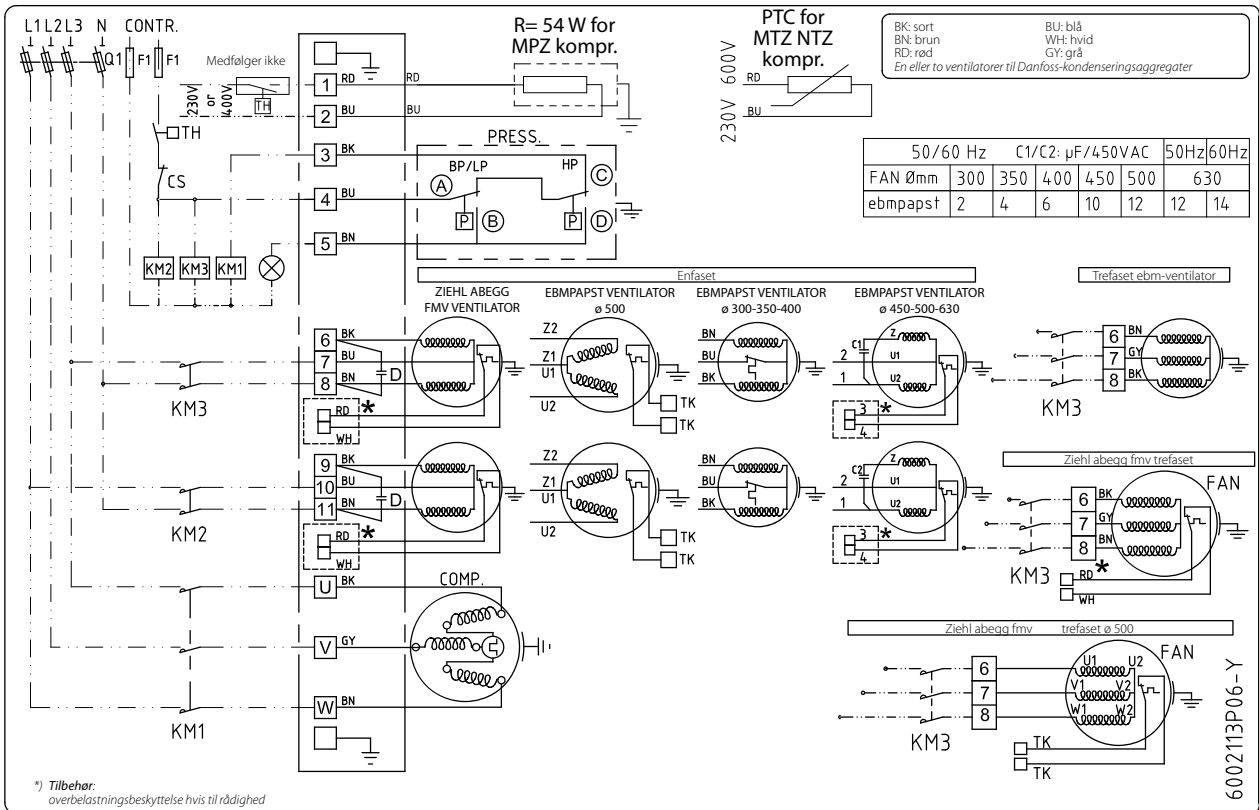 L1 L2 L3 N CONTR.
Q1 F1 F1
Medfølger ikke
230V or 400V
TH
TH
CS
KM2 KM3 KM1
1 RD RD
2 BU BU
3 BK
4 BU
5 BN
R= 54 W for
MPZ kompr.
PTC for
MTZ NTZ
kompr.
600V RD
230V BU
BK: sort BU: blå
BN: brun WH: hvid
RD: rød GY: grå
En eller to ventilatorer til Danfoss-kondenseringsaggregater
PRESS.
BP/LP HP
A B C D
P P
50/60 Hz C1/C2: µF/450VAC 50Hz 60Hz
FAN Ømm 300 350 400 450 500 630
ebmpapst 2 4 6 10 12 12 14
Enfaset
ZIEHL ABEGG
FMV VENTILATOR
EBMPAPST VENTILATOR
ø 500
EBMPAPST VENTILATOR
ø 300-350-400
EBMPAPST VENTILATOR
ø 450-500-630
Trefaset ebm-ventilator
6 BK
7 BU
8 BN
D
RD *
WH
Z2
Z1
U1
U2
TK
TK
BN
BU
BK
C1
2
1
Z
U1
U2
3 *
4
KM3
6 BN
7 GY
8 BK
KM3
9 BK
10 BU
11 BN
D
RD *
WH
Z2
Z1
U1
U2
TK
TK
BN
BU
BK
C2
2
1
Z
U1
U2
3 *
4
KM2
Ziehl abegg fmv trefaset
FAN
6 BK
7 GY
8 BN
*
KM3
RD
WH
COMP.
U BK
V GY
W BN
KM1
Ziehl abegg fmv trefaset ø 500
FAN
6 U1 U2
7 V1 V2
8 W1 W2
KM3
TK
TK
6002113P06-Y
*) Tilbehør:
overbelastningsbeskyttelse hvis til rådighed